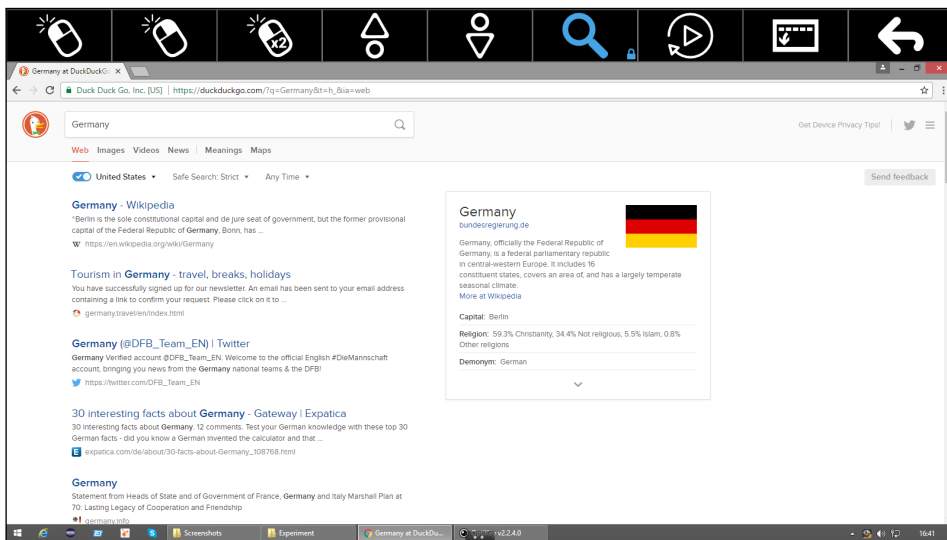 x2
Germany at DuckDuckGo
Duck Duck Go, Inc. [US] | https://duckduckgo.com/?q=Germany&t=h_&ia=web
Germany
Get Device Privacy Tips!
Web Images Videos News Meanings Maps
United States Safe Search: Strict Any Time
Send feedback
Germany - Wikipedia
^Berlin is the sole constitutional capital and de jure seat of government, but the former provisional
capital of the Federal Republic of Germany, Bonn, has ...
W https://en.wikipedia.org/wiki/Germany
Tourism in Germany - travel, breaks, holidays
You have successfully signed up for our newsletter. An email has been sent to your email address
containing a link to confirm your request. Please click on it to ...
germany.travel/en/index.html
Germany (@DFB_Team_EN) | Twitter
Germany Verified account @DFB_Team_EN. Welcome to the official English #DieMannschaft
account, bringing you news from the Germany national teams & the DFB!
https://twitter.com/DFB_Team_EN
30 interesting facts about Germany - Gateway | Expatica
30 interesting facts about Germany. 12 comments. Test your German knowledge with these top 30
German facts - did you know a German invented the calculator and that ...
E expatica.com/de/about/30-facts-about-Germany_108768.html
Germany
Statement from Heads of State and of Government of France, Germany and Italy Marshall Plan at
70: Lasting Legacy of Cooperation and Friendship
germany.info
Germany
bundesregierung.de
Germany, officially the Federal Republic of
Germany, is a federal parliamentary republic
in central-western Europe. It includes 16
constituent states, covers an area of, and has a largely temperate
seasonal climate.
More at Wikipedia
Capital: Berlin
Religion: 59.3% Christianity, 34.4% Not religious, 5.5% Islam, 0.8%
Other religions
Demonym: German
Screenshots Experiment Germany at DuckDu... v2.2.4.0 16:41